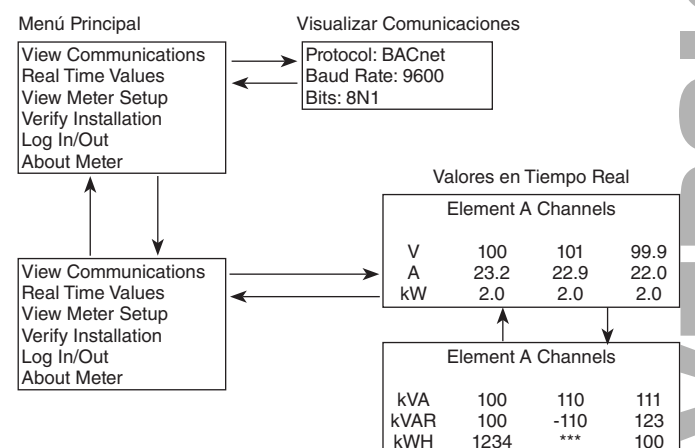 Menú Principal
Visualizar Comunicaciones
View Communications
Real Time Values
View Meter Setup
Verify Installation
Log In/Out
About Meter
Protocol: BACnet
Baud Rate: 9600
Bits: 8N1
Valores en Tiempo Real
View Communications
Real Time Values
View Meter Setup
Verify Installation
Log In/Out
About Meter
Element A Channels
V 100 101 99.9
A 23.2 22.9 22.0
kW 2.0 2.0 2.0
Element A Channels
kVA 100 110 111
kVAR 100 -110 123
kWH 1234 *** 100